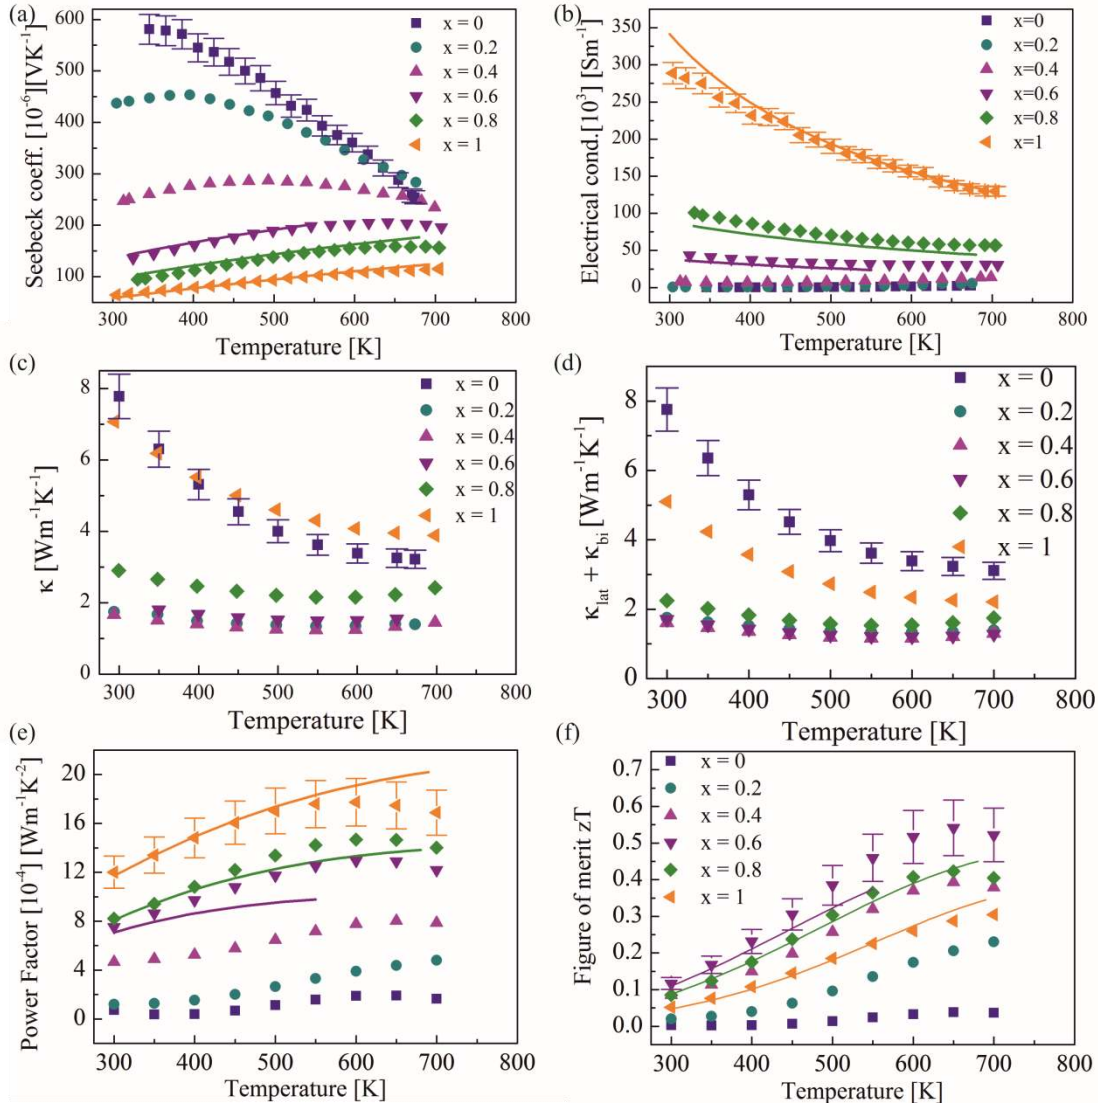 (a)
600
500
400
300
200
100
300 400 500 600 700 800
Seebeck coeff. [10⁻⁶][VK⁻¹]
Temperature [K]
x = 0
x = 0.2
x = 0.4
x = 0.6
x = 0.8
x = 1
(b)
350
300
250
200
150
100
50
0
300 400 500 600 700 800
Electrical cond.[10³] [Sm⁻¹]
Temperature [K]
x=0
x=0.2
x=0.4
x=0.6
x=0.8
x=1
(c)
8
6
4
2
0
300 400 500 600 700 800
κ [Wm⁻¹K⁻¹]
Temperature [K]
x = 0
x = 0.2
x = 0.4
x = 0.6
x = 0.8
x = 1
(d)
8
6
4
2
0
300 400 500 600 700 800
κlat + κbi [Wm⁻¹K⁻¹]
Temperature [K]
x = 0
x = 0.2
x = 0.4
x = 0.6
x = 0.8
x = 1
(e)
20
16
12
8
4
0
300 400 500 600 700 800
Power Factor [10⁻⁴] [Wm⁻¹K⁻²]
Temperature [K]
(f)
0.7
0.6
0.5
0.4
0.3
0.2
0.1
0.0
300 400 500 600 700 800
Figure of merit zT
Temperature [K]
x = 0
x = 0.2
x = 0.4
x = 0.6
x = 0.8
x = 1